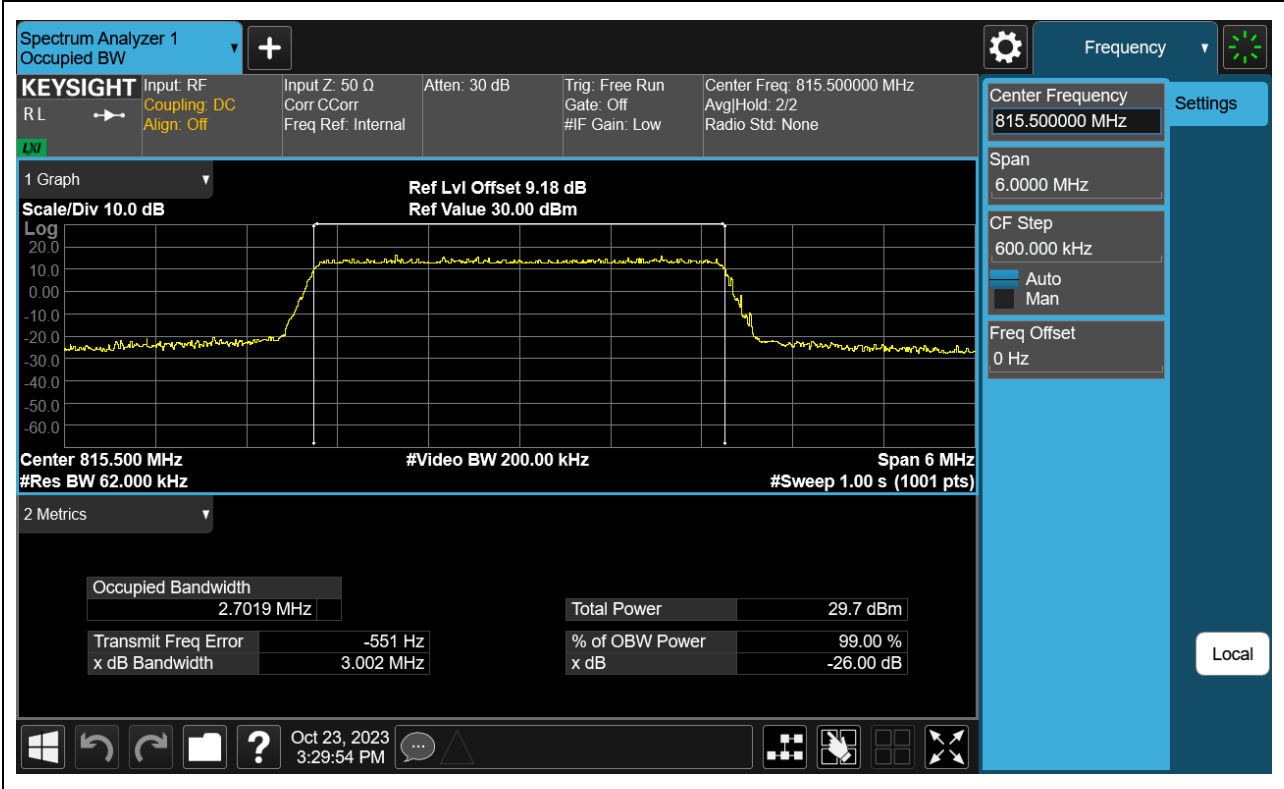 Spectrum Analyzer 1
Occupied BW
Frequency
KEYSIGHT
R L
LXI
Input: RF
Coupling: DC
Align: Off
Input Z: 50 Ω
Corr CCorr
Freq Ref: Internal
Atten: 30 dB
Trig: Free Run
Gate: Off
#IF Gain: Low
Center Freq: 815.500000 MHz
Avg|Hold: 2/2
Radio Std: None
1 Graph
Scale/Div 10.0 dB
Ref Lvl Offset 9.18 dB
Ref Value 30.00 dBm
Log
20.0
10.0
0.00
-10.0
-20.0
-30.0
-40.0
-50.0
-60.0
Center 815.500 MHz
#Video BW 200.00 kHz
Span 6 MHz
#Res BW 62.000 kHz
#Sweep 1.00 s (1001 pts)
2 Metrics
Occupied Bandwidth
2.7019 MHz
Total Power 29.7 dBm
Transmit Freq Error -551 Hz
% of OBW Power 99.00 %
x dB Bandwidth 3.002 MHz
x dB -26.00 dB
Center Frequency
815.500000 MHz
Settings
Span
6.0000 MHz
CF Step
600.000 kHz
Auto
Man
Freq Offset
0 Hz
Local
?
Oct 23, 2023
3:29:54 PM